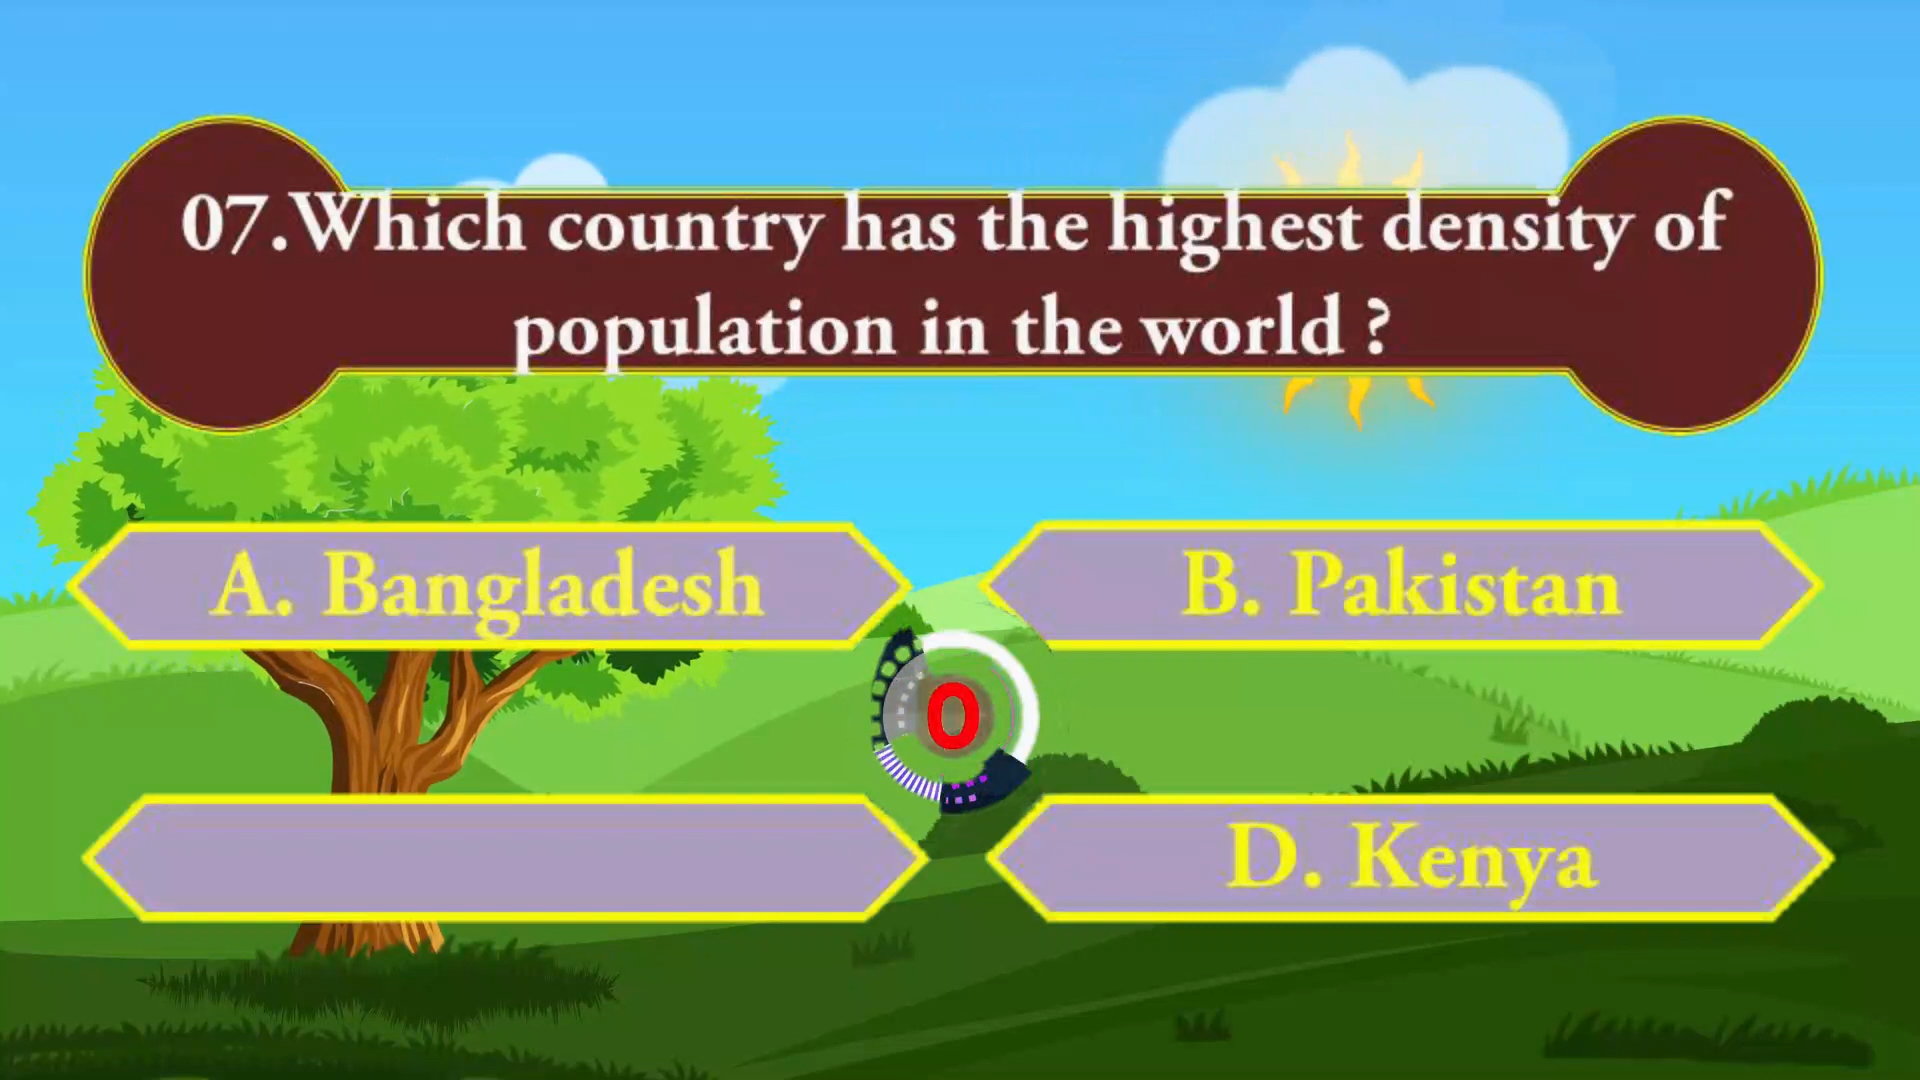 07.Which country has the highest density of
population in the world ?
A. Bangladesh
B. Pakistan
0
D. Kenya